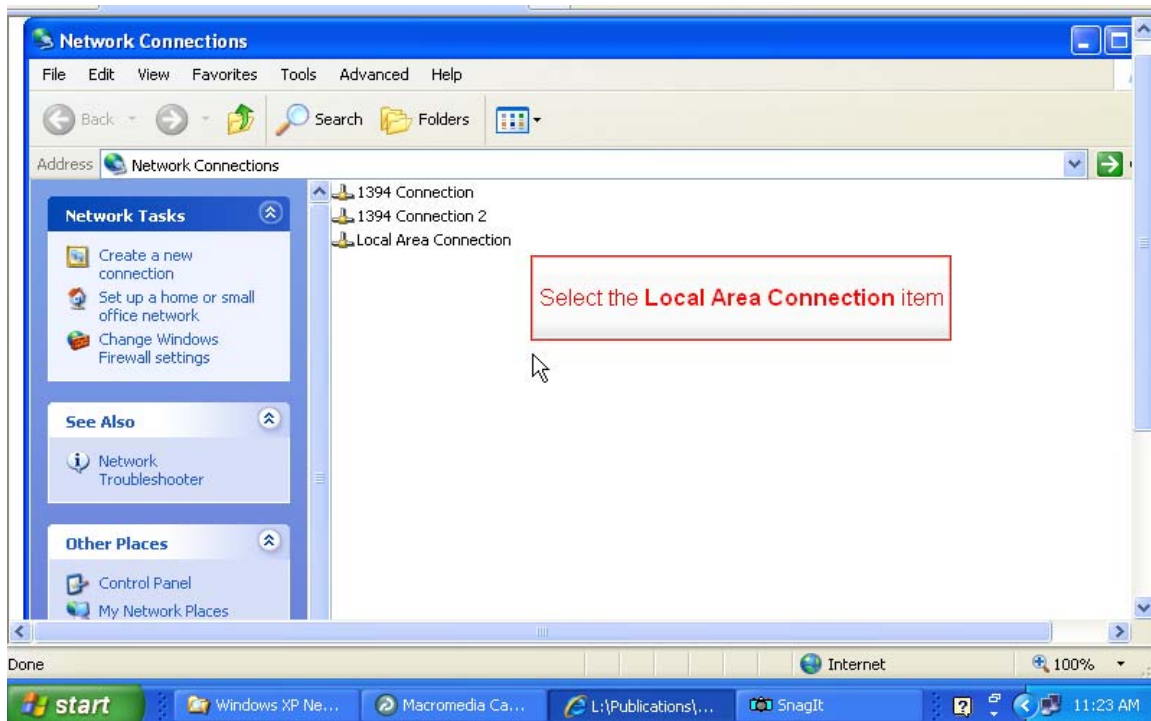 Network Connections
File Edit View Favorites Tools Advanced Help
Back Search Folders
Address Network Connections
Network Tasks
Create a new
connection
Set up a home or small
office network
Change Windows
Firewall settings
See Also
Network
Troubleshooter
Other Places
Control Panel
My Network Places
1394 Connection
1394 Connection 2
Local Area Connection
Select the Local Area Connection item
Done Internet 100%
start Windows XP Ne... Macromedia Ca... L:\Publications\... SnagIt 11:23 AM